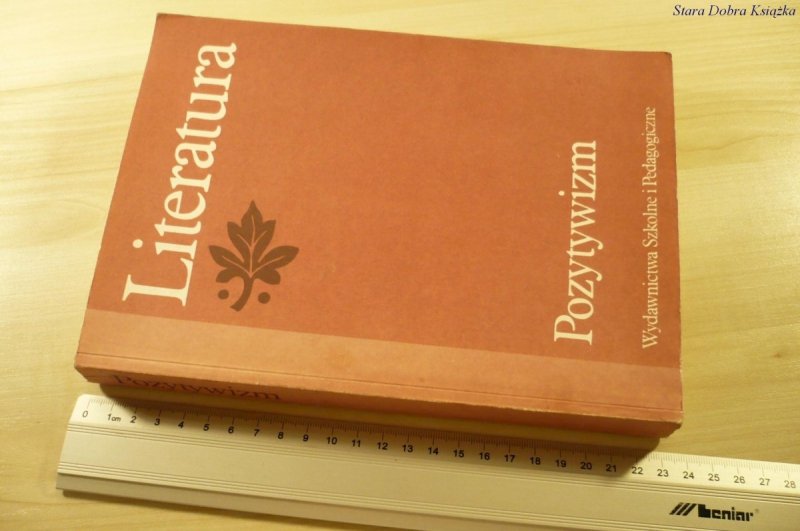 Stara Dobra Książka
Literatura
Pozytywizm
Wydawnictwa Szkolne i Pedagogiczne
Pozytywizm
0 1cm 2 3 4 5 6 7 8 9 10 11 12 13 14 15 16 17 18 19 20 21 22 23 24 25 26 27 28
Leniar